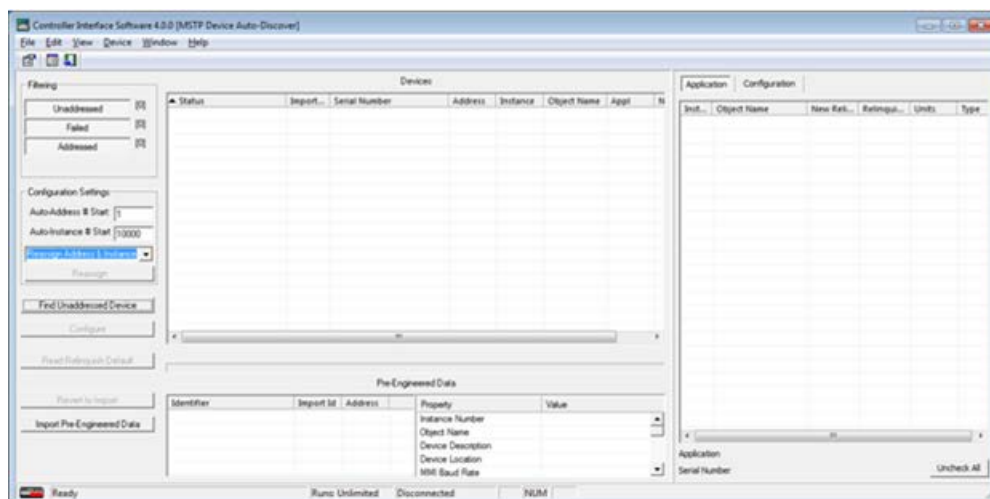 Controller Interface Software 4.0.0 [MSTP Device Auto-Discover]
File Edit View Device Window Help
Filtering
Unaddressed [0]
Failed [0]
Addressed [0]
Configuration Settings
Auto-Address # Start 1
Auto-Instance # Start 10000
Reassign Address & Instance
Reassign
Find Unaddressed Device
Configure
Read Relinquish Default
Revert to Import
Import Pre-Engineered Data
Devices
Status Import... Serial Number Address Instance Object Name Appl N
Pre-Engineered Data
Identifier Import Id Address
Property Value
Instance Number
Object Name
Device Description
Device Location
MMI Baud Rate
Application Configuration
Inst... Object Name New Reli... Relinqui... Units Type
Application
Serial Number
Uncheck All
Ready Runs: Unlimited Disconnected NUM